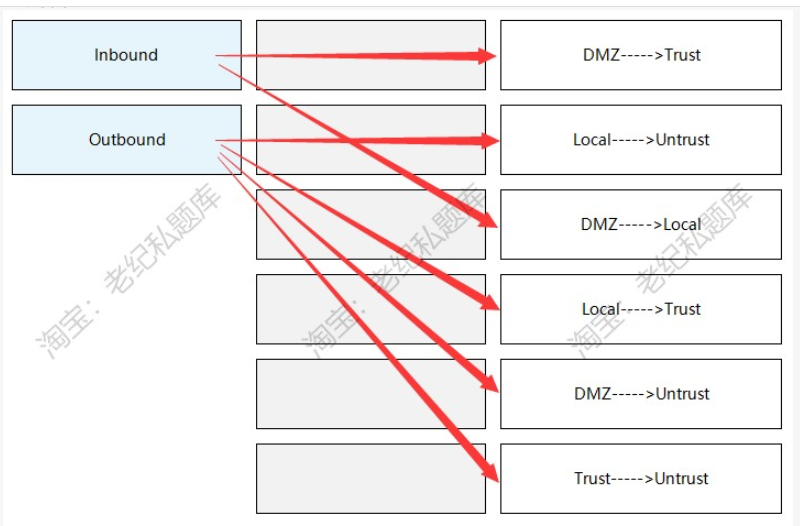 Inbound
DMZ----->Trust
Outbound
Local----->Untrust
DMZ----->Local
Local----->Trust
DMZ----->Untrust
Trust----->Untrust
淘宝：老纪私题库
淘宝：老纪私题库
淘宝：老纪私题库